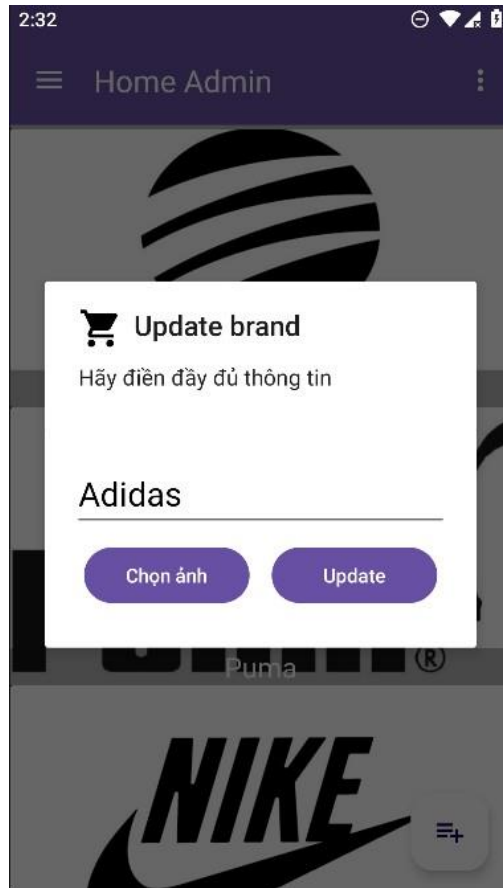 2:32
Home Admin
Update brand
Hãy điền đầy đủ thông tin
Adidas
Chọn ảnh
Update
®
Puma
NIKE